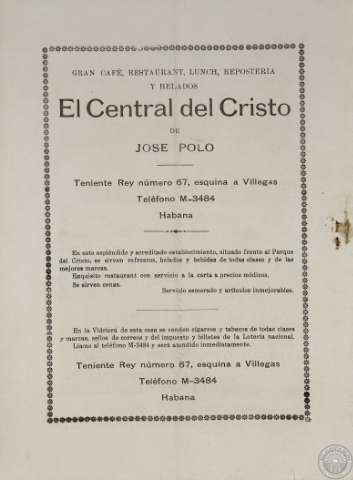 GRAN CAFÉ, RESTAURANT, LUNCH, REPOSTERIA
Y HELADOS
El Central del Cristo
DE
JOSE POLO
Teniente Rey número 67, esquina a Villegas
Teléfono M-3484
Habana
En este espléndido y acreditado establecimiento, situado frente al Parque
del Cristo, se sirven refrescos, helados y bebidas de todas clases y de las
mejores marcas.
Exquisito restaurant con servicio a la carta a precios módicos.
Se sirven cenas.
Servicio esmerado y artículos inmejorables.
En la Vidriera de esta casa se venden cigarros y tabacos de todas clases
y marcas, sellos de correos y del impuesto y billetes de la Lotería nacional.
Llame al teléfono M-3484 y será atendido inmediatamente.
Teniente Rey número 67, esquina a Villegas
Teléfono M-3484
Habana